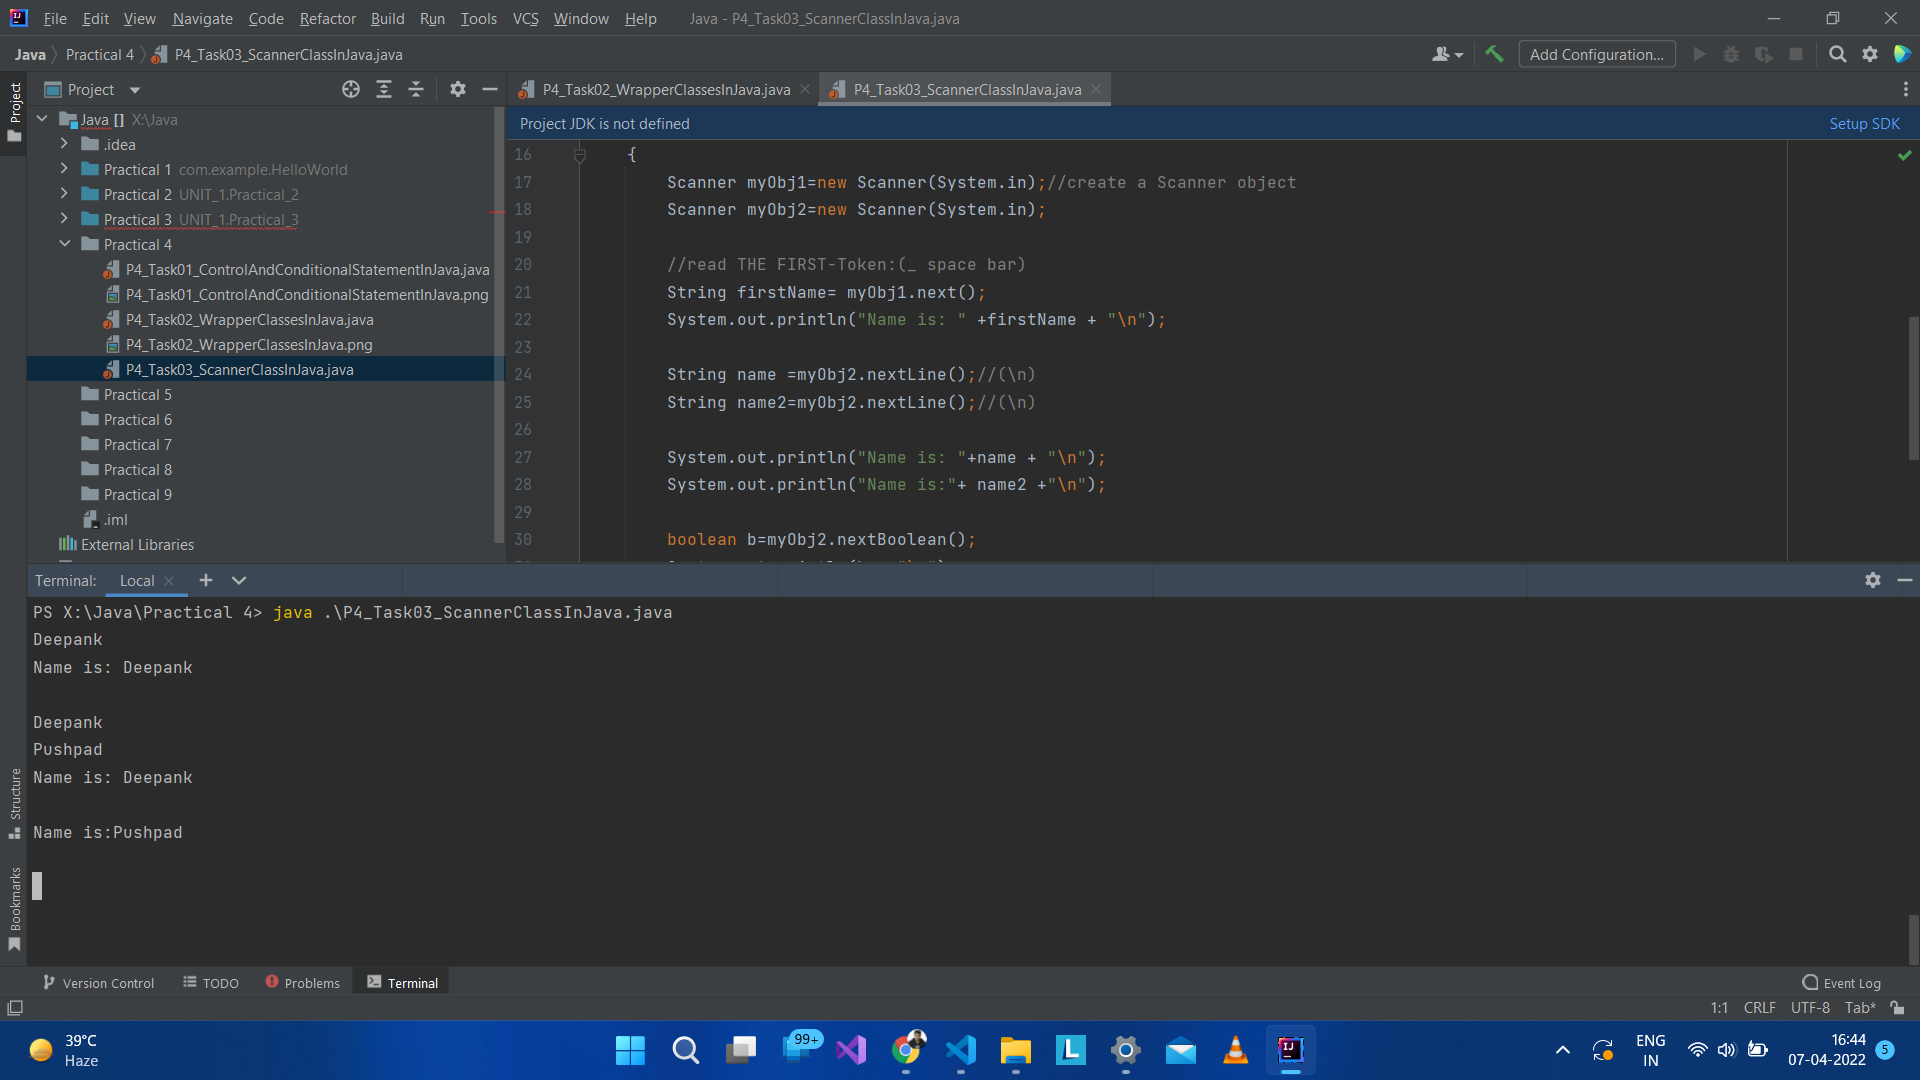 File Edit View Navigate Code Refactor Build Run Tools VCS Window Help Java - P4_Task03_ScannerClassInJava.java
Java Practical 4 P4_Task03_ScannerClassInJava.java Add Configuration...
Project
Project
P4_Task02_WrapperClassesInJava.java P4_Task03_ScannerClassInJava.java
Project JDK is not defined Setup SDK
Java [] X:\Java
.idea
Practical 1 com.example.HelloWorld
Practical 2 UNIT_1.Practical_2
Practical 3 UNIT_1.Practical_3
Practical 4
P4_Task01_ControlAndConditionalStatementInJava.java
P4_Task01_ControlAndConditionalStatementInJava.png
P4_Task02_WrapperClassesInJava.java
P4_Task02_WrapperClassesInJava.png
P4_Task03_ScannerClassInJava.java
Practical 5
Practical 6
Practical 7
Practical 8
Practical 9
.iml
External Libraries
16 {
17 Scanner myObj1=new Scanner(System.in);//create a Scanner object
18 Scanner myObj2=new Scanner(System.in);
19
20 //read THE FIRST-Token:(_ space bar)
21 String firstName= myObj1.next();
22 System.out.println("Name is: " +firstName + "\n");
23
24 String name =myObj2.nextLine();//(\n)
25 String name2=myObj2.nextLine();//(\n)
26
27 System.out.println("Name is: "+name + "\n");
28 System.out.println("Name is:"+ name2 +"\n");
29
30 boolean b=myObj2.nextBoolean();
Terminal: Local
PS X:\Java\Practical 4> java .\P4_Task03_ScannerClassInJava.java
Deepank
Name is: Deepank
Deepank
Pushpad
Name is: Deepank
Name is:Pushpad
Structure
Bookmarks
Version Control TODO Problems Terminal Event Log
1:1 CRLF UTF-8 Tab*
39°C
Haze
99+
ENG
IN
16:44
07-04-2022
5